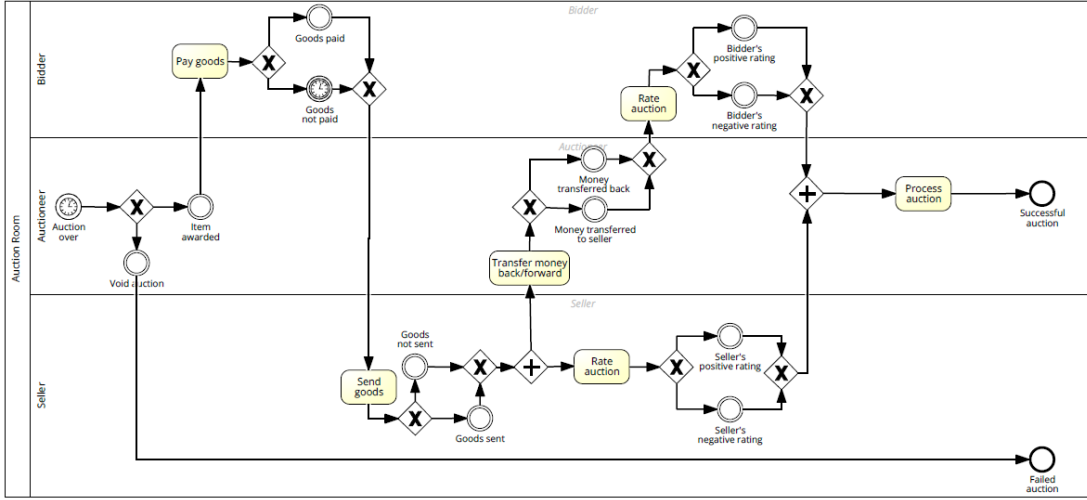 Bidder
Goods paid
Bidder
Pay goods
Goods
not paid
Bidder's
positive rating
Rate
auction
Bidder's
negative rating
Auctioneer
Auction Room
Auctioneer
Auction
over
Item
awarded
Void auction
Money
transferred back
Money transferred
to seller
Transfer money
back/forward
Process
auction
Successful
auction
Seller
Seller
Goods
not sent
Send
goods
Goods sent
Rate
auction
Seller's
positive rating
Seller's
negative rating
Failed
auction